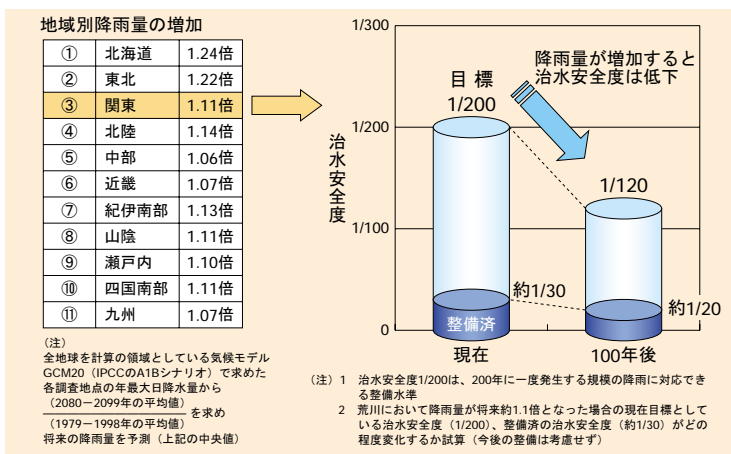 地域別降雨量の増加
① 北海道 1.24倍
② 東北 1.22倍
③ 関東 1.11倍
④ 北陸 1.14倍
⑤ 中部 1.06倍
⑥ 近畿 1.07倍
⑦ 紀伊南部 1.13倍
⑧ 山陰 1.11倍
⑨ 瀬戸内 1.10倍
⑩ 四国南部 1.11倍
⑪ 九州 1.07倍
（注）
全地球を計算の領域としている気候モデル
GCM20（IPCCのA1Bシナリオ）で求めた
各調査地点の年最大日降水量から
（2080－2099年の平均値）
（1979－1998年の平均値）
を求め
将来の降雨量を予測（上記の中央値）
治水安全度
1/300
1/200
1/100
0
目標
1/200
降雨量が増加すると
治水安全度は低下
1/120
約1/30
約1/20
整備済
現在
100年後
（注）1 治水安全度1/200は、200年に一度発生する規模の降雨に対応でき
る整備水準
2 荒川において降雨量が将来約1.1倍となった場合の現在目標として
いる治水安全度（1/200）、整備済の治水安全度（約1/30）がどの
程度変化するか試算（今後の整備は考慮せず）